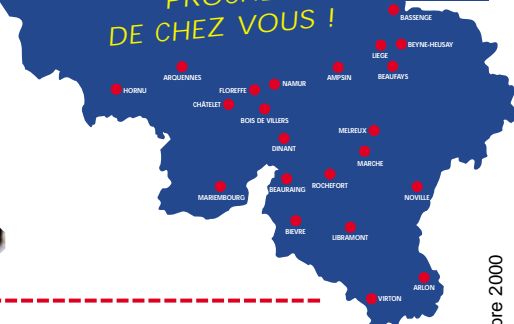 DE CHEZ VOUS !
BASSENGE
BEYNE-HEUSAY
LIEGE
ARQUENNES
AMPSIN
BEAUFAYS
NAMUR
HORNU
FLOREFFE
CHÂTELET
BOIS DE VILLERS
MELREUX
DINANT
MARCHE
BEAURAING
ROCHEFORT
MARIEMBOURG
NOVILLE
BIEVRE
LIBRAMONT
ARLON
VIRTON
2000